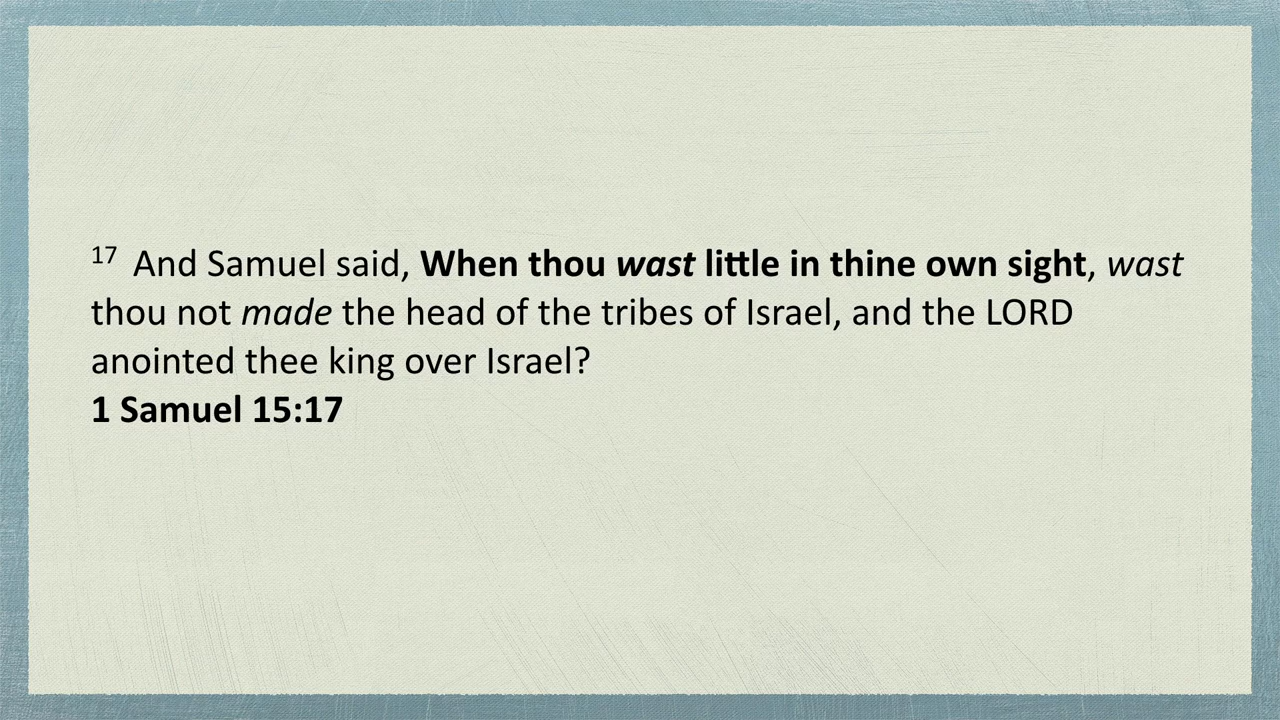 17 And Samuel said, When thou wast little in thine own sight, wast
thou not made the head of the tribes of Israel, and the LORD
anointed thee king over Israel?
1 Samuel 15:17